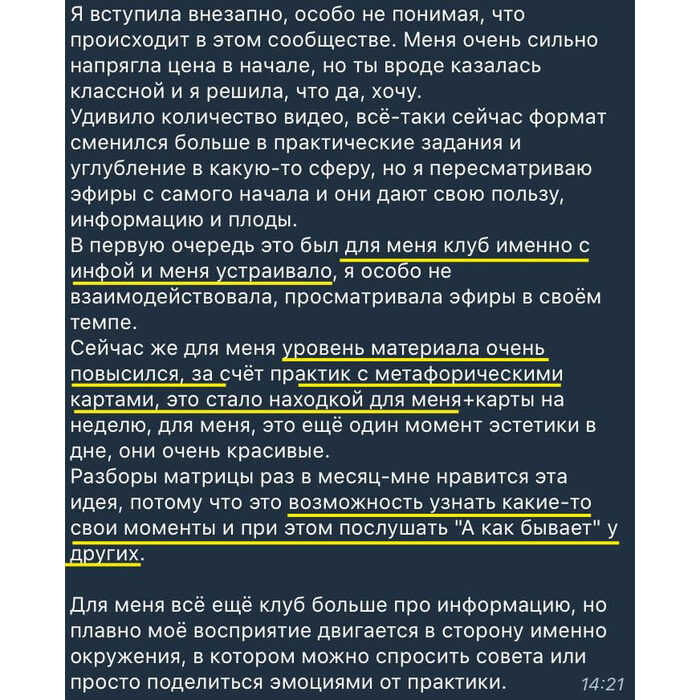 Я вступила внезапно, особо не понимая, что
происходит в этом сообществе. Меня очень сильно
напрягла цена в начале, но ты вроде казалась
классной и я решила, что да, хочу.
Удивило количество видео, всё-таки сейчас формат
сменился больше в практические задания и
углубление в какую-то сферу, но я пересматриваю
эфиры с самого начала и они дают свою пользу,
информацию и плоды.
В первую очередь это был для меня клуб именно с
инфой и меня устраивало, я особо не
взаимодействовала, просматривала эфиры в своём
темпе.
Сейчас же для меня уровень материала очень
повысился, за счёт практик с метафорическими
картами, это стало находкой для меня+карты на
неделю, для меня, это ещё один момент эстетики в
дне, они очень красивые.
Разборы матрицы раз в месяц-мне нравится эта
идея, потому что это возможность узнать какие-то
свои моменты и при этом послушать "А как бывает" у
других.
Для меня всё ещё клуб больше про информацию, но
плавно моё восприятие двигается в сторону именно
окружения, в котором можно спросить совета или
просто поделиться эмоциями от практики. 14:21